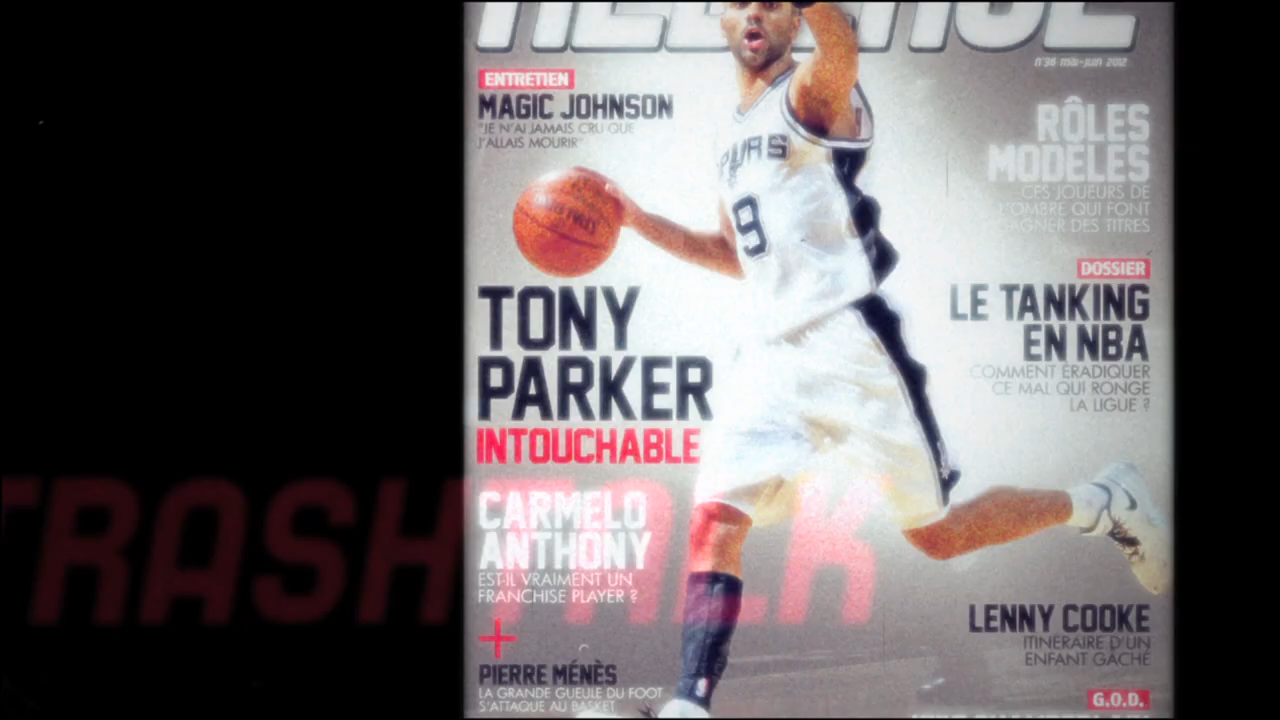 n°36 mai-juin 2012
ENTRETIEN
MAGIC JOHNSON
"JE N'AI JAMAIS CRU QUE
J'ALLAIS MOURIR"
RÔLES
MODÈLES
CES JOUEURS DE
L'OMBRE QUI FONT
GAGNER DES TITRES
9
DOSSIER
LE TANKING
EN NBA
COMMENT ÉRADIQUER
CE MAL QUI RONGE
LA LIGUE ?
TONY
PARKER
INTOUCHABLE
TRASHTALK
CARMELO
ANTHONY
EST-IL VRAIMENT UN
FRANCHISE PLAYER ?
+
PIERRE MÉNÈS
LA GRANDE GUEULE DU FOOT
S'ATTAQUE AU BASKET
LENNY COOKE
ITINÉRAIRE D'UN
ENFANT GÂCHÉ
G.O.D.